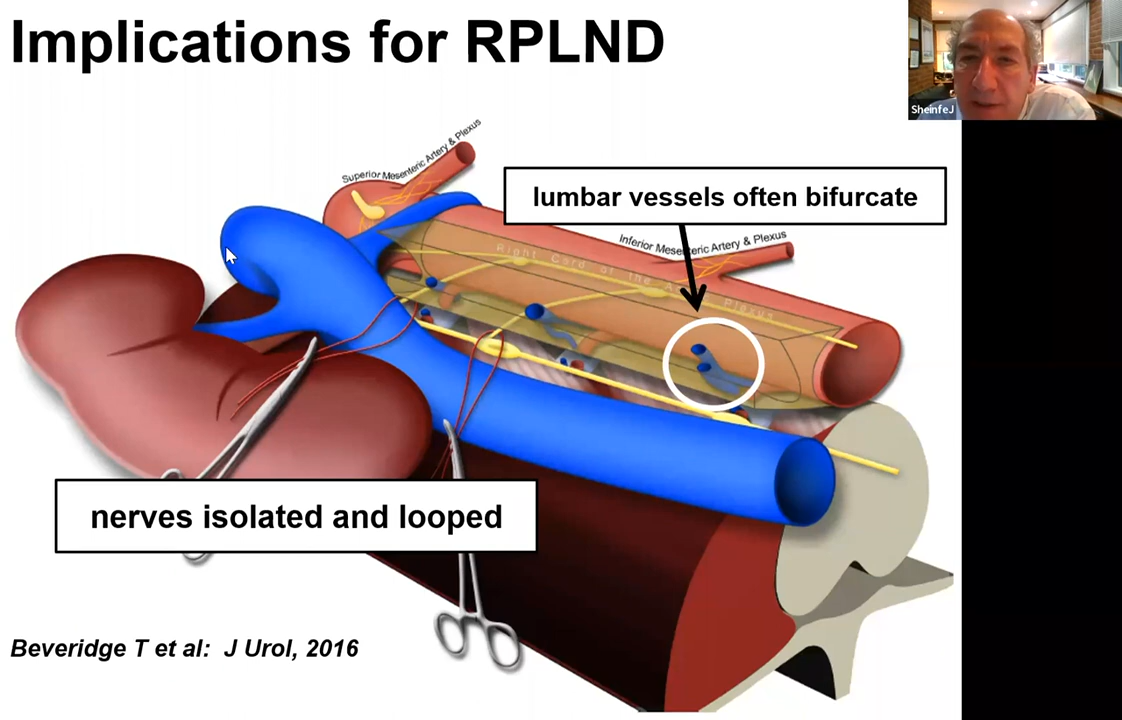 Implications for RPLND
SheinfeJ
Superior Mesenteric Artery & Plexus
lumbar vessels often bifurcate
Inferior Mesenteric Artery & Plexus
Right Cord of the Plexus
nerves isolated and looped
Beveridge T et al: J Urol, 2016